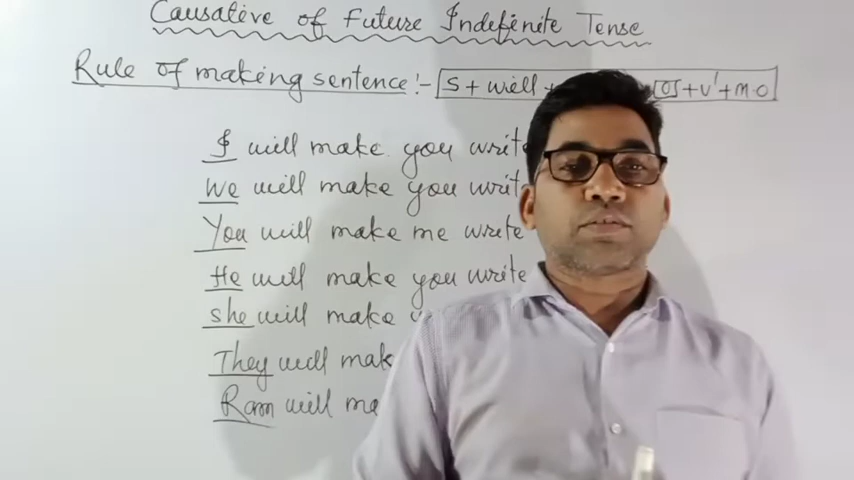 Causative of Future Indefinite Tense
Rule of making sentence :- S + will + V¹ + m.o
I will make you write
We will make you write
You will make me write
He will make you write
She will make
They will
Ram will